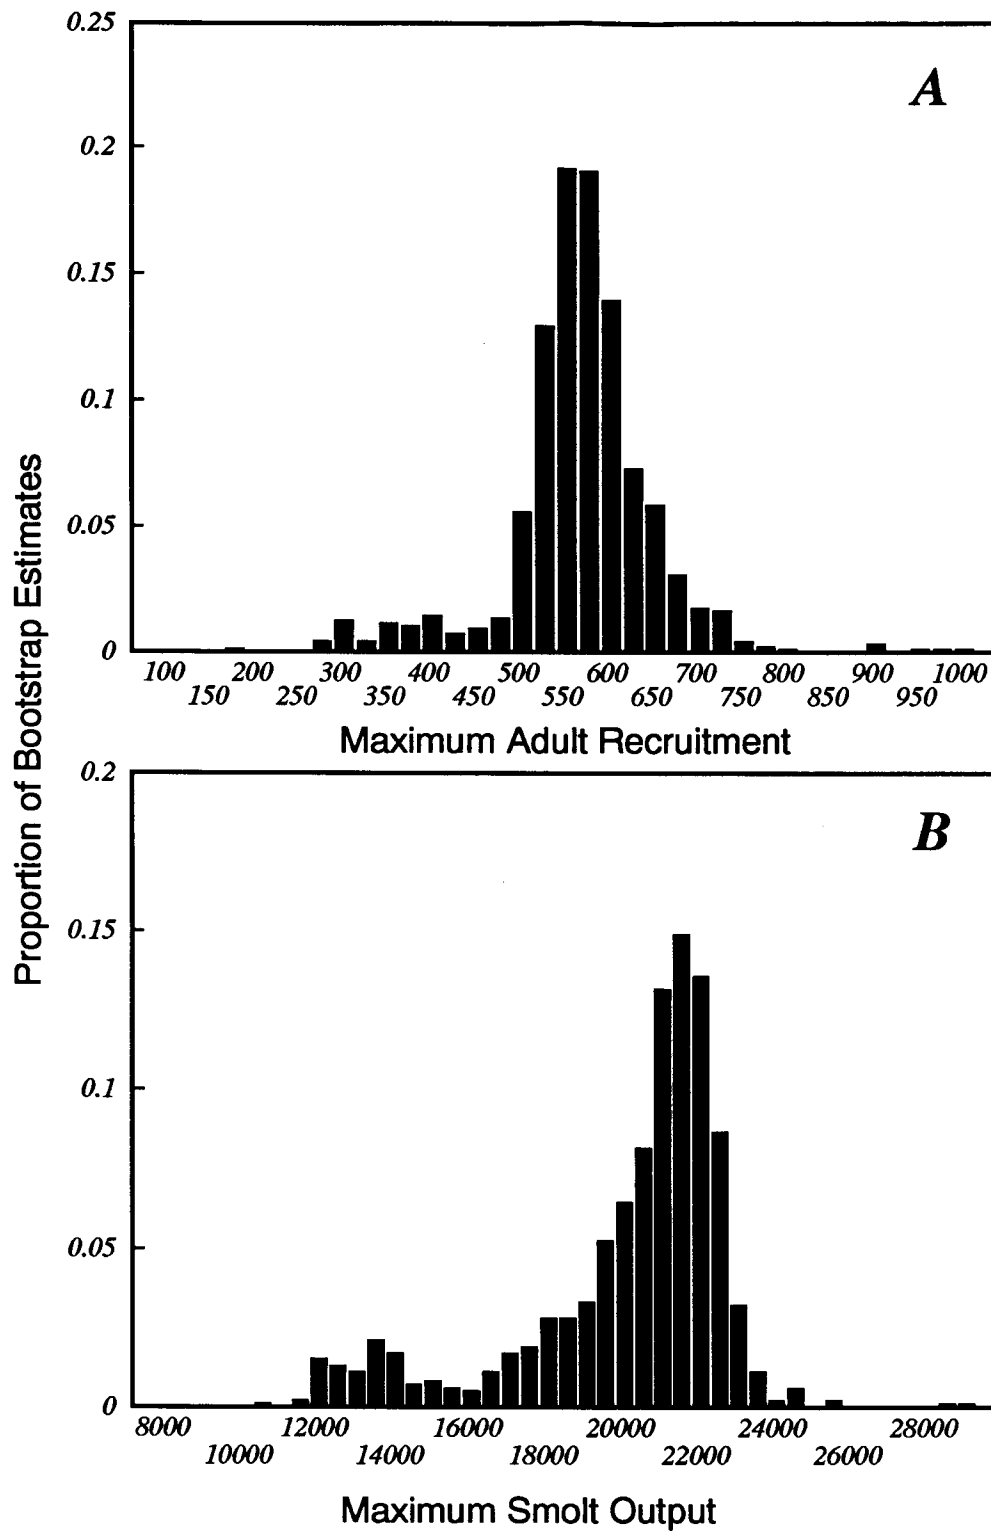 0.25
A
0.2
0.15
0.1
0.05
0
100 200 300 400 500 600 700 800 900 1000
150 250 350 450 550 650 750 850 950
Maximum Adult Recruitment
Proportion of Bootstrap Estimates
0.2
B
0.15
0.1
0.05
0
8000 12000 16000 20000 24000 28000
10000 14000 18000 22000 26000
Maximum Smolt Output